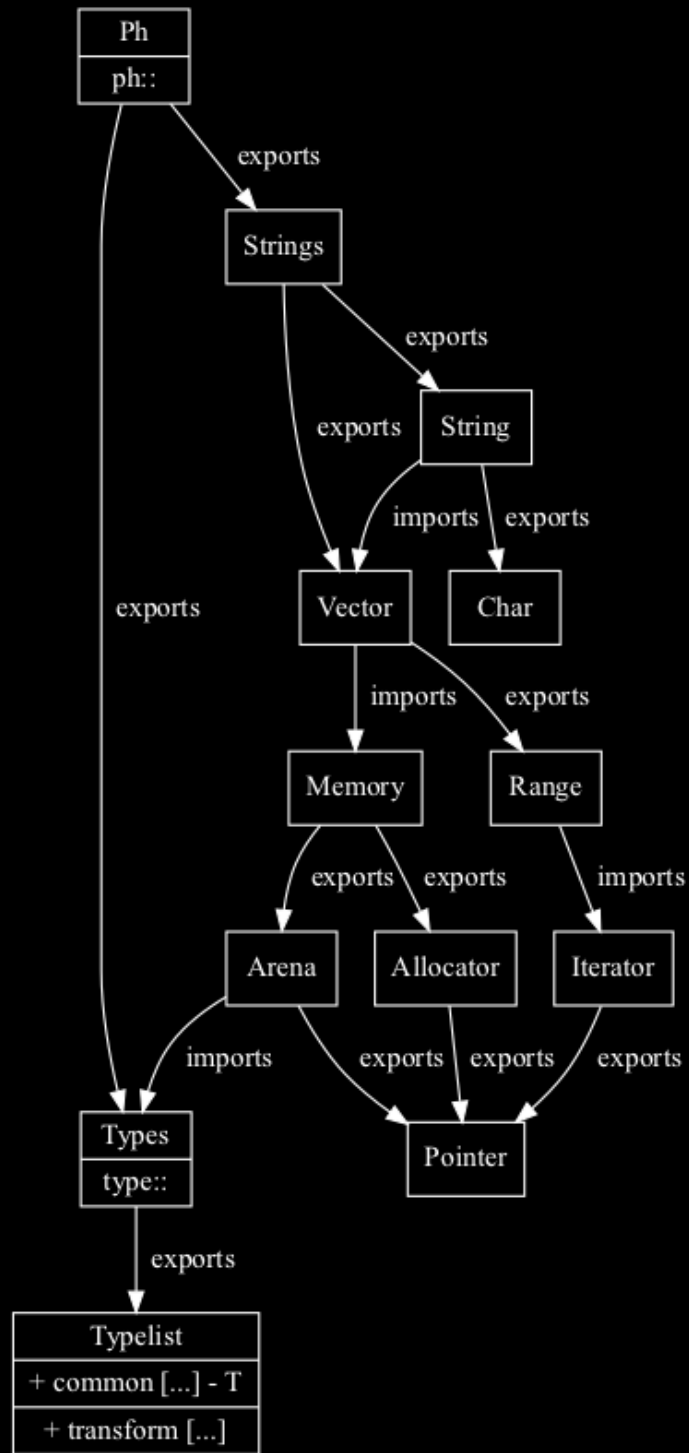 Ph
ph::
exports
Strings
exports
String
exports
imports exports
Vector
Char
exports
imports
exports
Memory
Range
exports
exports
imports
Arena
Allocator
Iterator
imports
exports
exports
exports
Types
type::
Pointer
exports
Typelist
+ common [...] - T
+ transform [...]